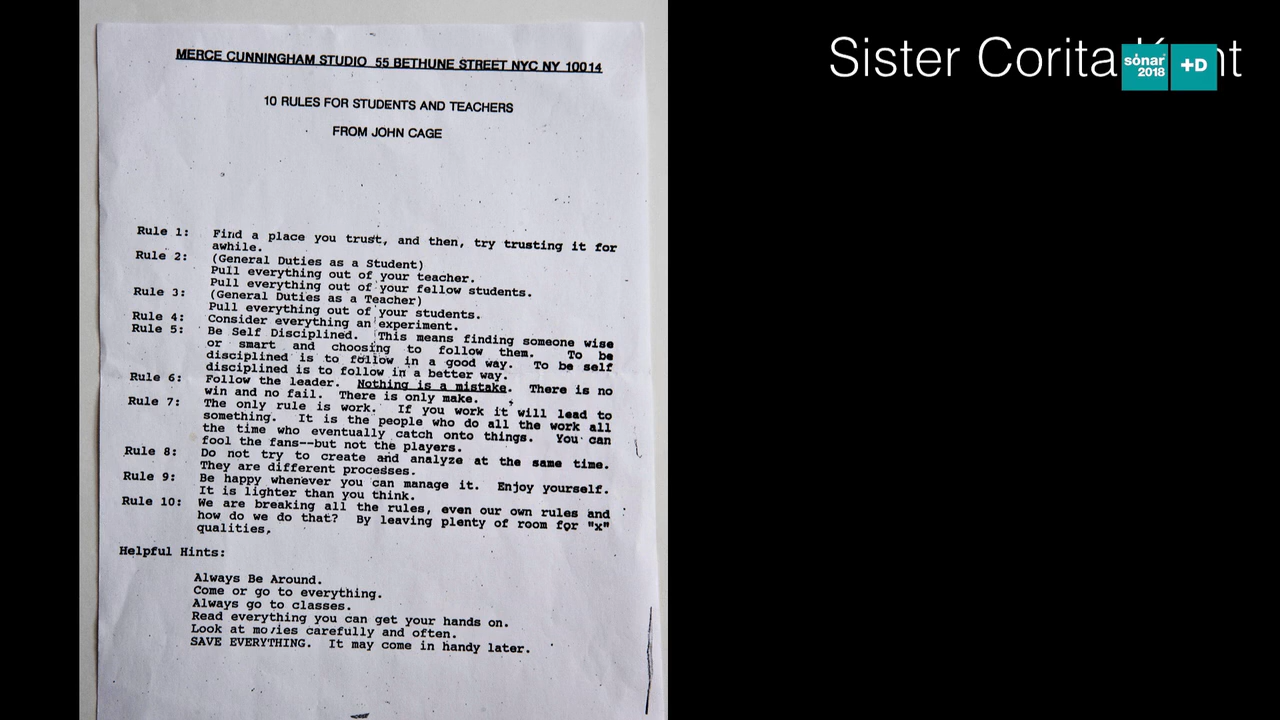 MERCE CUNNINGHAM STUDIO 55 BETHUNE STREET NYC NY 10014
10 RULES FOR STUDENTS AND TEACHERS
FROM JOHN CAGE
Rule 1: Find a place you trust, and then, try trusting it for
awhile.
Rule 2: (General Duties as a Student)
Pull everything out of your teacher.
Pull everything out of your fellow students.
Rule 3: (General Duties as a Teacher)
Pull everything out of your students.
Rule 4: Consider everything an experiment.
Rule 5: Be Self Disciplined. This means finding someone wise
or smart and choosing to follow them. To be
disciplined is to follow in a good way. To be self
disciplined is to follow in a better way.
Rule 6: Follow the leader. Nothing is a mistake. There is no
win and no fail. There is only make.
Rule 7: The only rule is work. If you work it will lead to
something. It is the people who do all the work all
the time who eventually catch onto things. You can
fool the fans--but not the players.
Rule 8: Do not try to create and analyze at the same time.
They are different processes.
Rule 9: Be happy whenever you can manage it. Enjoy yourself.
It is lighter than you think.
Rule 10: We are breaking all the rules, even our own rules and
how do we do that? By leaving plenty of room for "x"
qualities.
Helpful Hints:
Always Be Around.
Come or go to everything.
Always go to classes.
Read everything you can get your hands on.
Look at movies carefully and often.
SAVE EVERYTHING. It may come in handy later.
Sister Corita
sónar 2018 +D